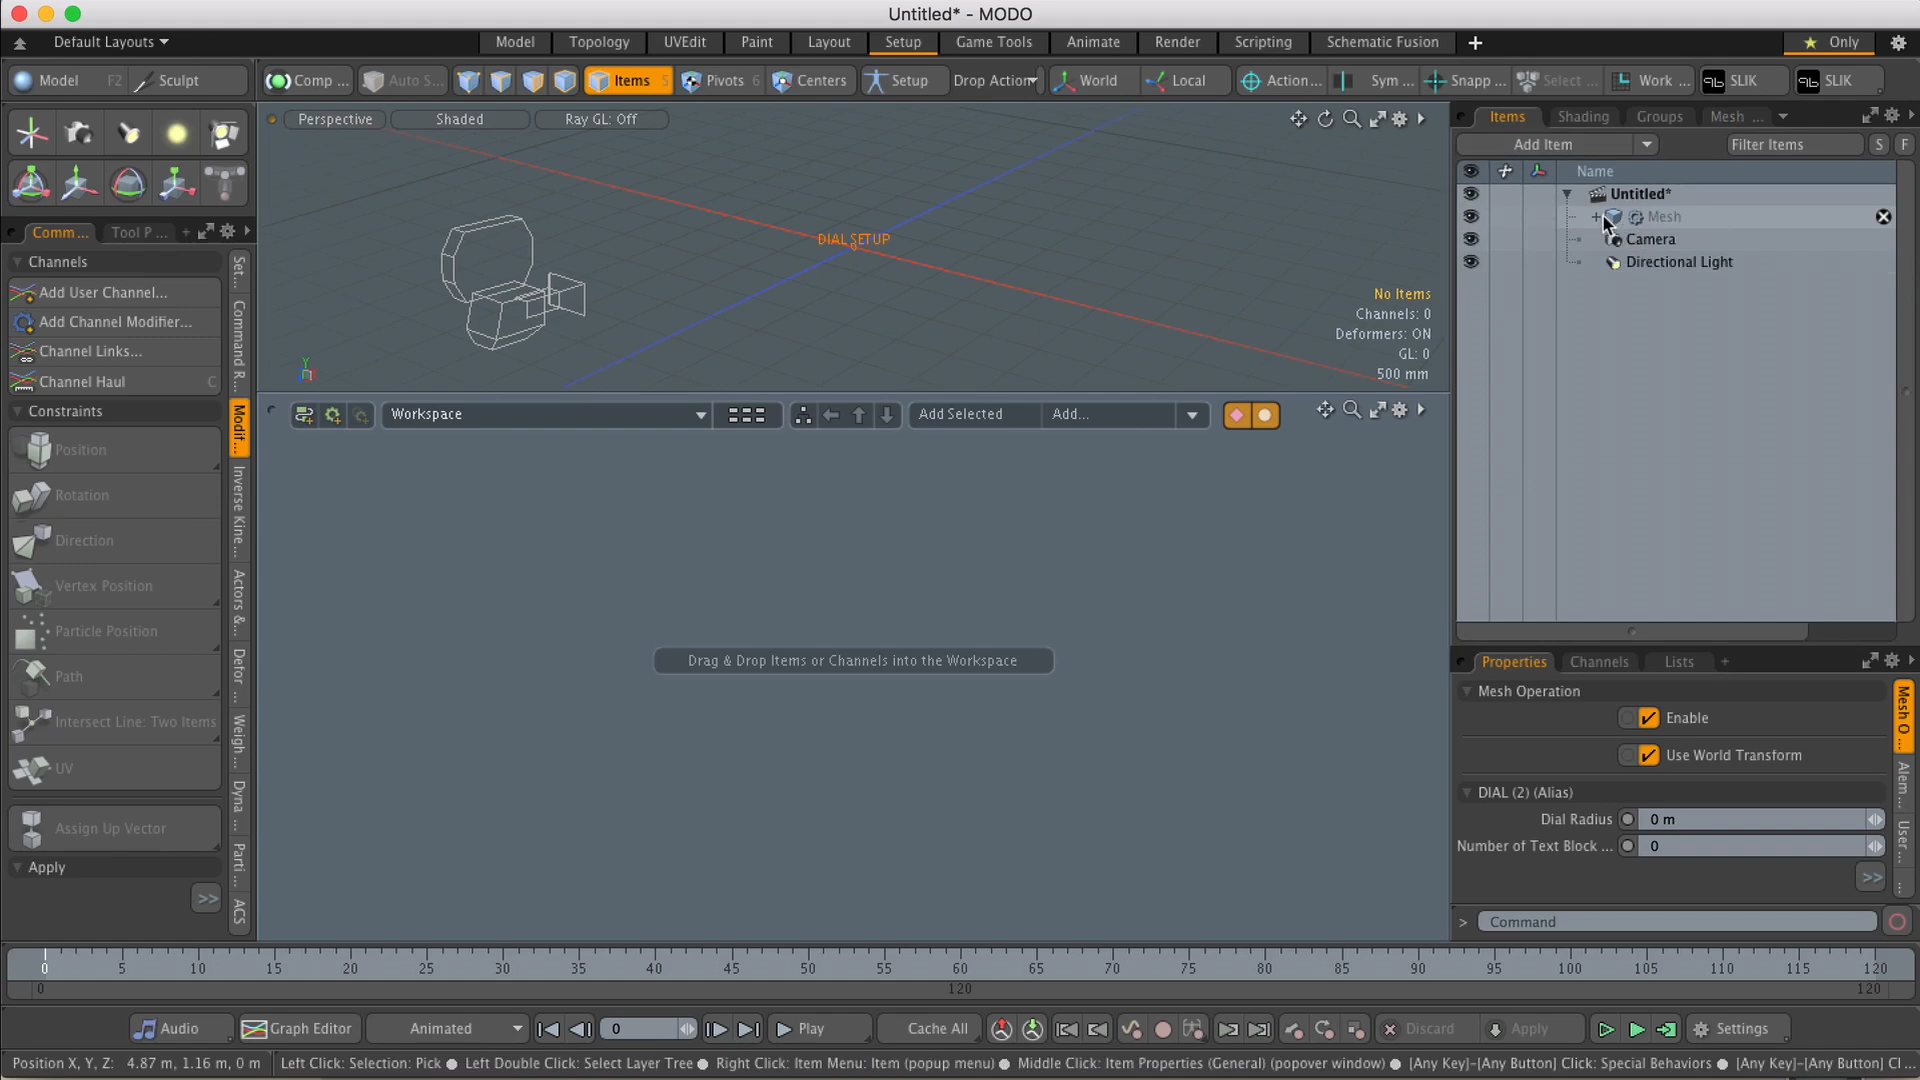 Untitled* - MODO
Default Layouts
Model
Topology
UVEdit
Paint
Layout
Setup
Game Tools
Animate
Render
Scripting
Schematic Fusion
+
Only
Model F2
Sculpt
Comp ...
Auto S...
Items 5
Pivots 6
Centers
Setup
Drop Action
World
Local
Action...
Sym ...
Snapp ...
Select ...
Work ...
SLIK
SLIK
Comm ...
Tool P ...
+
Channels
Add User Channel...
Add Channel Modifier...
Channel Links...
Channel Haul C
Constraints
Position
Rotation
Direction
Vertex Position
Particle Position
Path
Intersect Line: Two Items
UV
Assign Up Vector
Apply
>>
Set...
Command R...
Modif...
Inverse Kine...
Actors &...
Defor ...
Weigh ...
Dyna ...
Parti ...
ACS
Perspective
Shaded
Ray GL: Off
DIAL SETUP
No Items
Channels: 0
Deformers: ON
GL: 0
500 mm
Y
Workspace
Add Selected
Add...
Drag & Drop Items or Channels into the Workspace
Items
Shading
Groups
Mesh ...
Add Item
Filter Items
S
F
Name
Untitled*
Mesh
Camera
Directional Light
Properties
Channels
Lists
+
Mesh Operation
Enable
Use World Transform
DIAL (2) (Alias)
Dial Radius 0 m
Number of Text Block ... 0
>>
Mesh O ...
Alem...
User ...
...
> Command
0 5 10 15 20 25 30 35 40 45 50 55 60 65 70 75 80 85 90 95 100 105 110 115 120
0 120 120
Audio
Graph Editor
Animated
0
Play
Cache All
Discard
Apply
Settings
Position X, Y, Z: 4.87 m, 1.16 m, 0 m Left Click: Selection: Pick ● Left Double Click: Select Layer Tree ● Right Click: Item Menu: Item (popup menu) ● Middle Click: Item Properties (General) (popover window) ● [Any Key]-[Any Button] Click: Special Behaviors ● [Any Key]-[Any Button] Cl ...